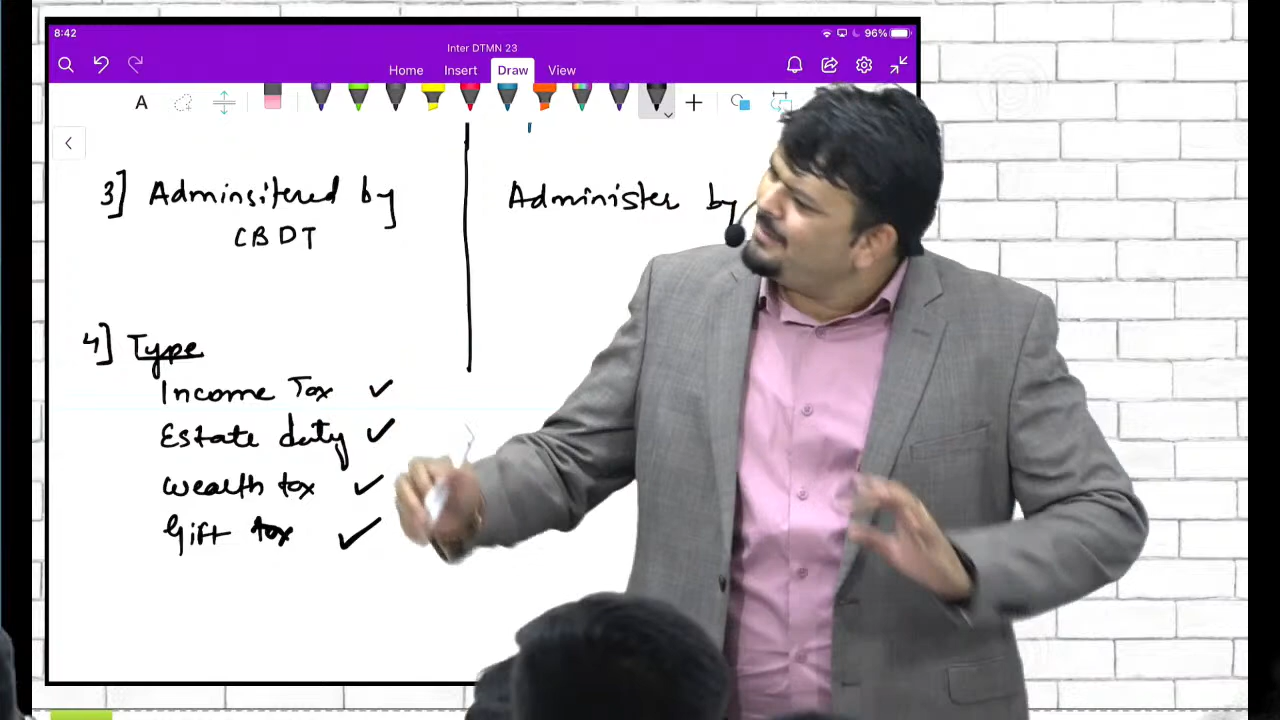 8:42
96%
Inter DTMN 23
Home Insert Draw View
A
3] Adminsitered by
CBDT
Administer by
4] Type
Income Tax ✓
Estate duty ✓
Wealth tax ✓
Gift tax ✓